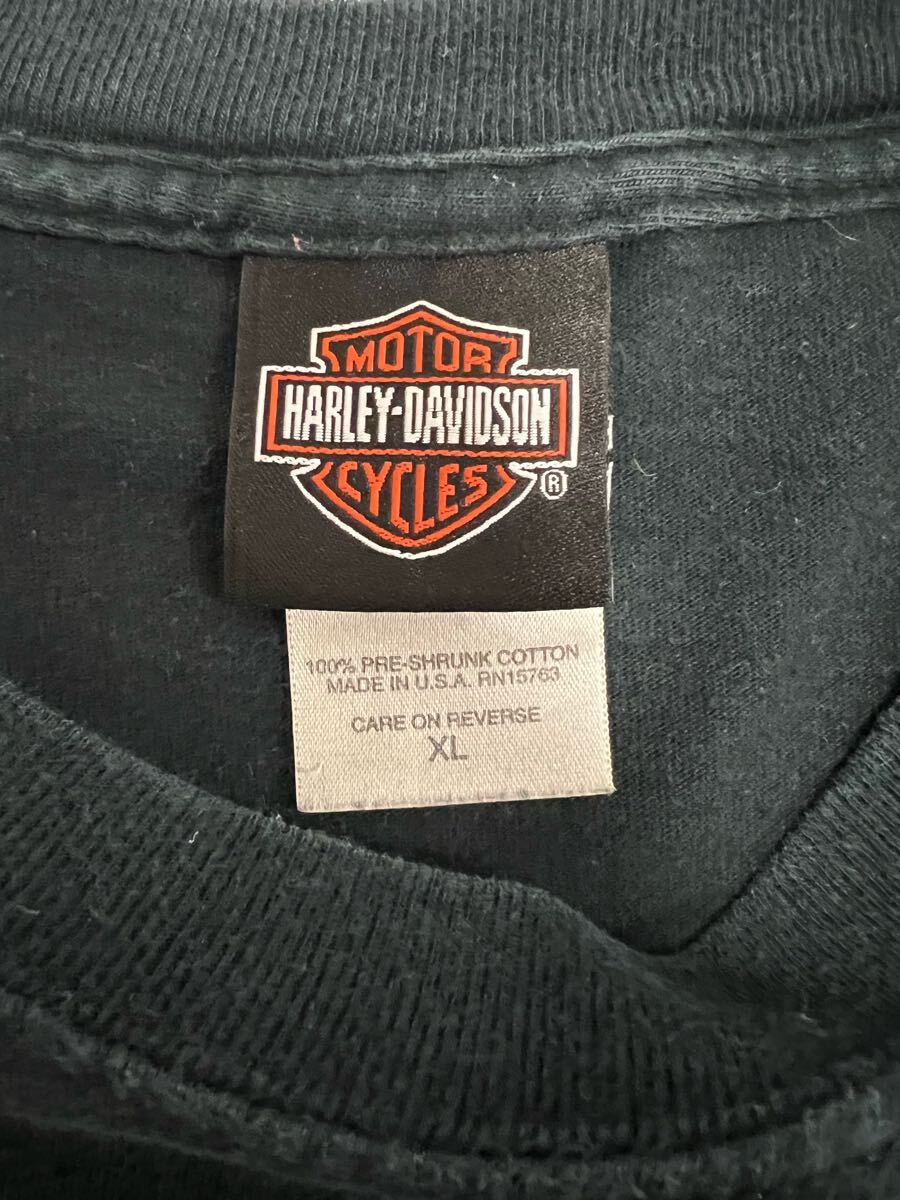 MOTOR
HARLEY-DAVIDSON
CYCLES
®
100% PRE-SHRUNK COTTON
MADE IN U.S.A. RN15763
CARE ON REVERSE
XL